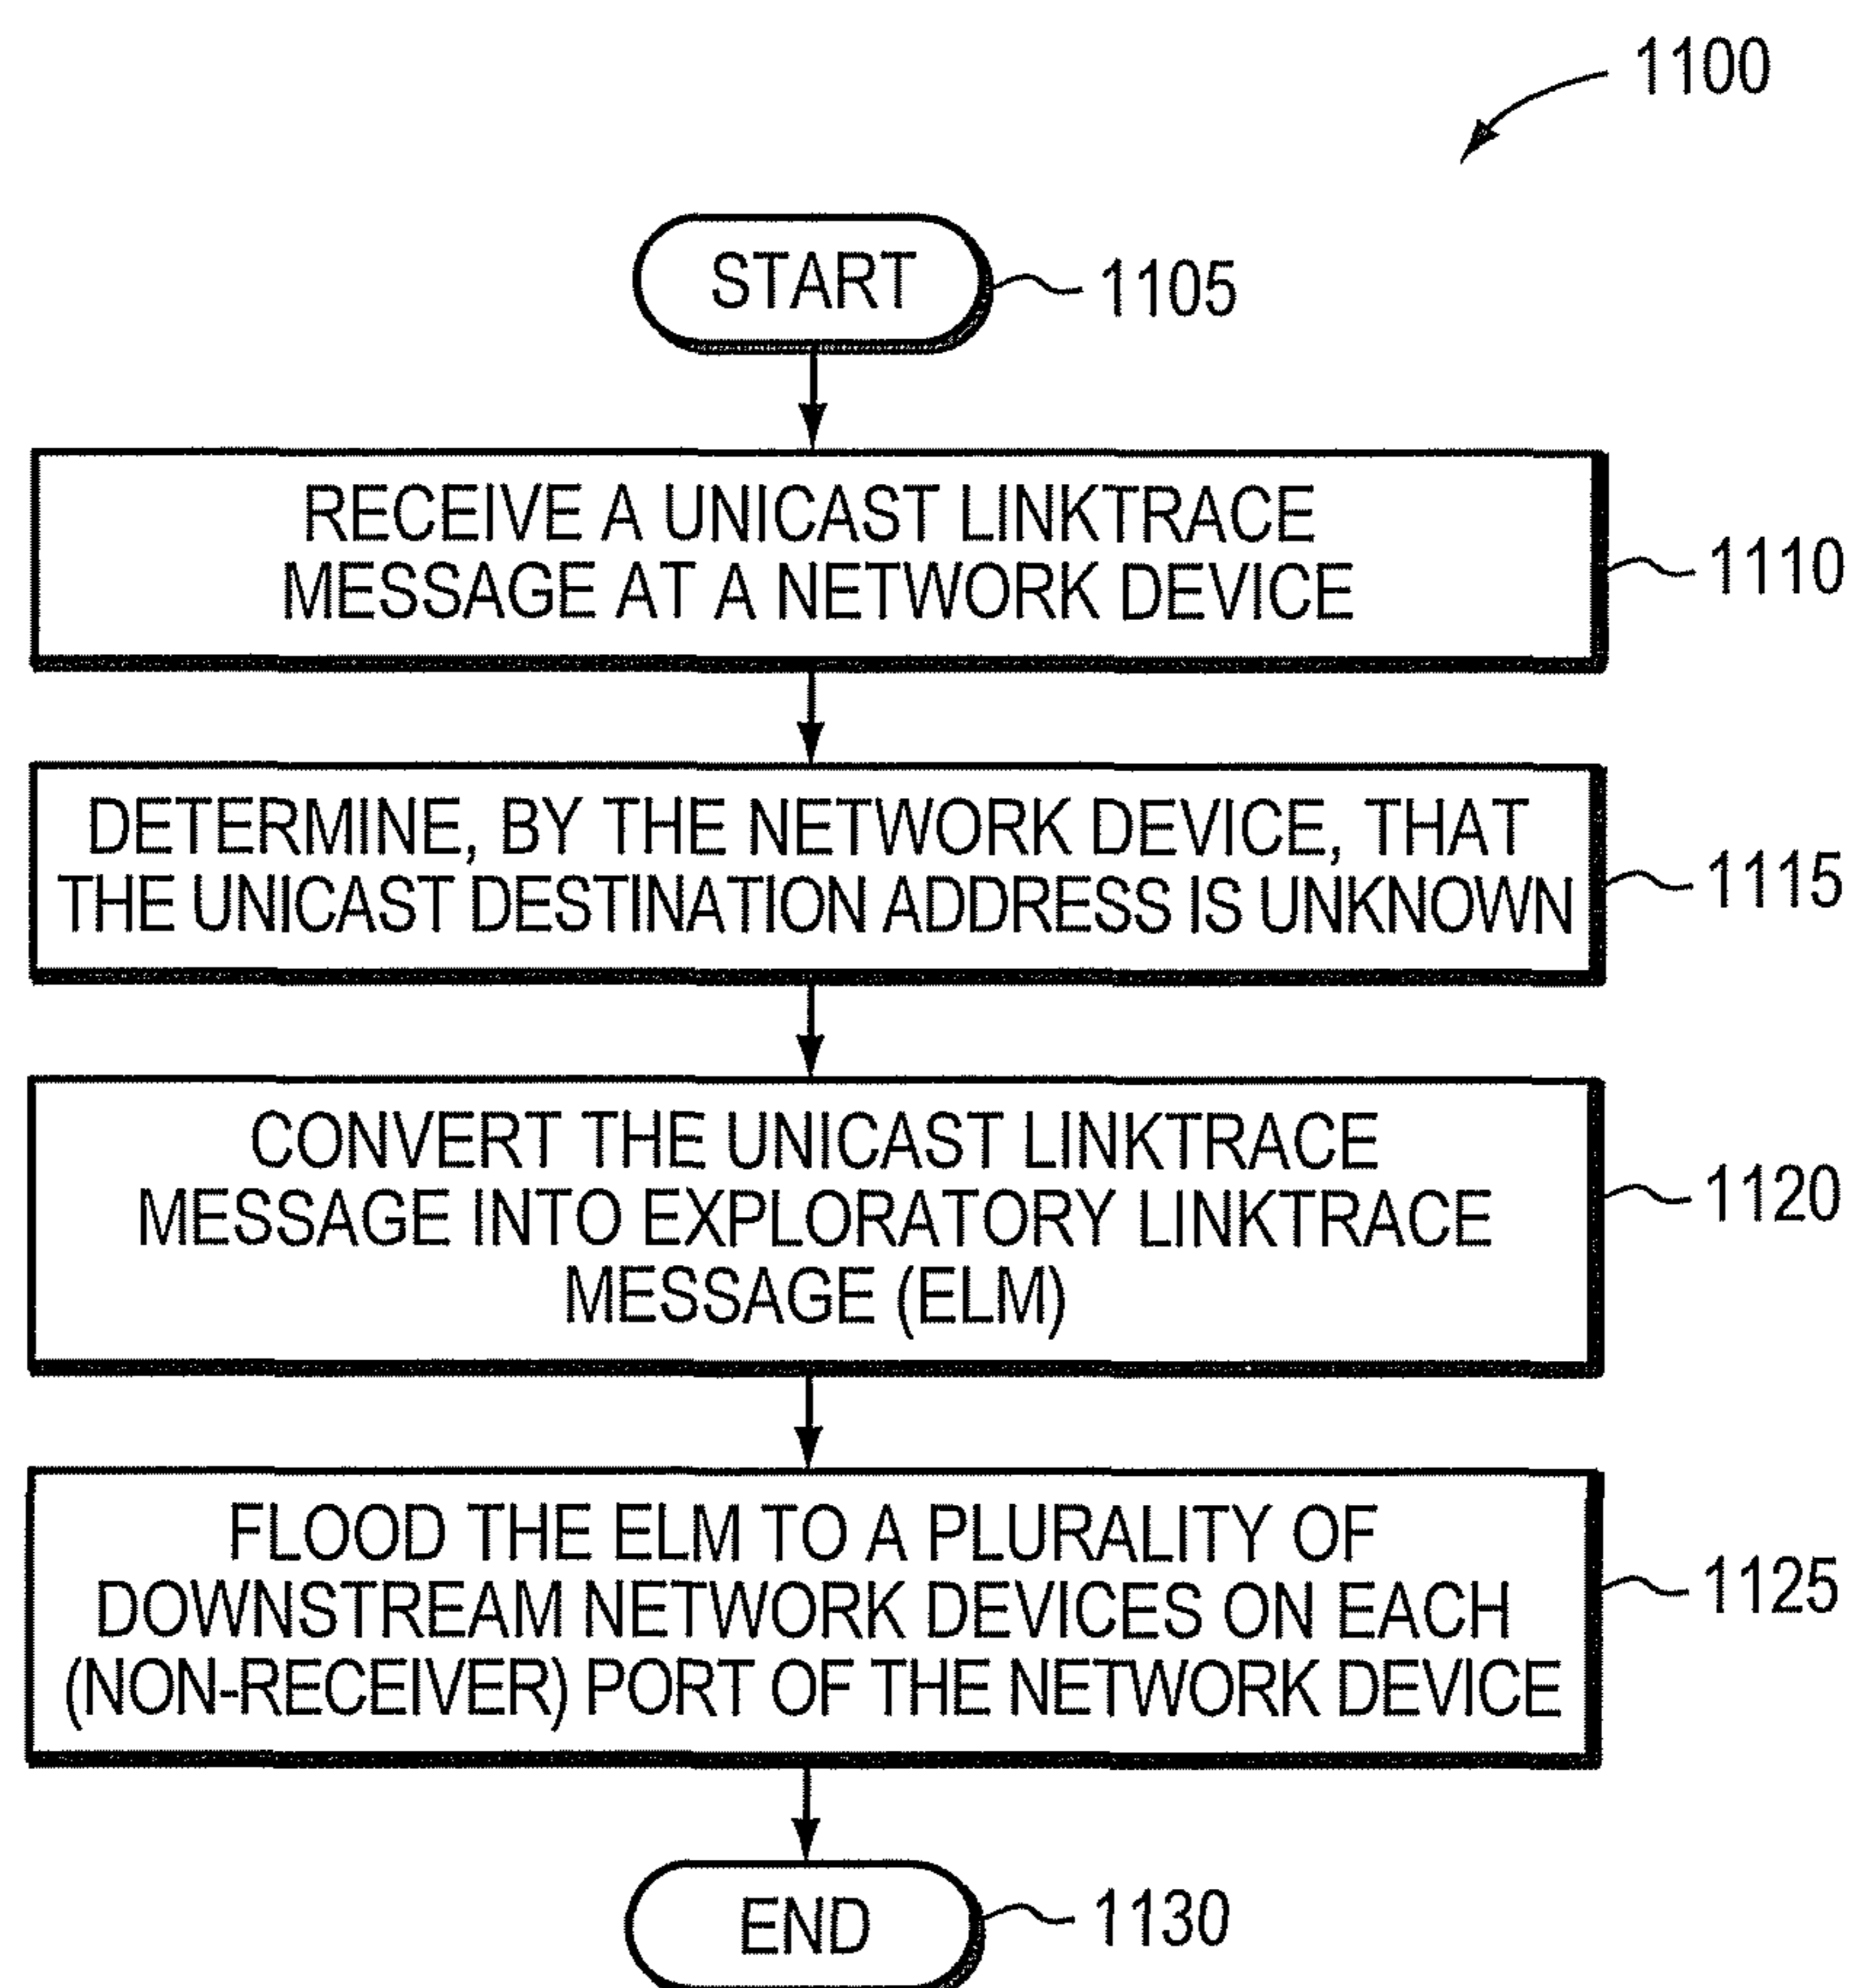 1100
START
1105
RECEIVE A UNICAST LINKTRACE
MESSAGE AT A NETWORK DEVICE
1110
DETERMINE, BY THE NETWORK DEVICE, THAT
THE UNICAST DESTINATION ADDRESS IS UNKNOWN
1115
CONVERT THE UNICAST LINKTRACE
MESSAGE INTO EXPLORATORY LINKTRACE
MESSAGE (ELM)
1120
FLOOD THE ELM TO A PLURALITY OF
DOWNSTREAM NETWORK DEVICES ON EACH
(NON-RECEIVER) PORT OF THE NETWORK DEVICE
1125
END
1130